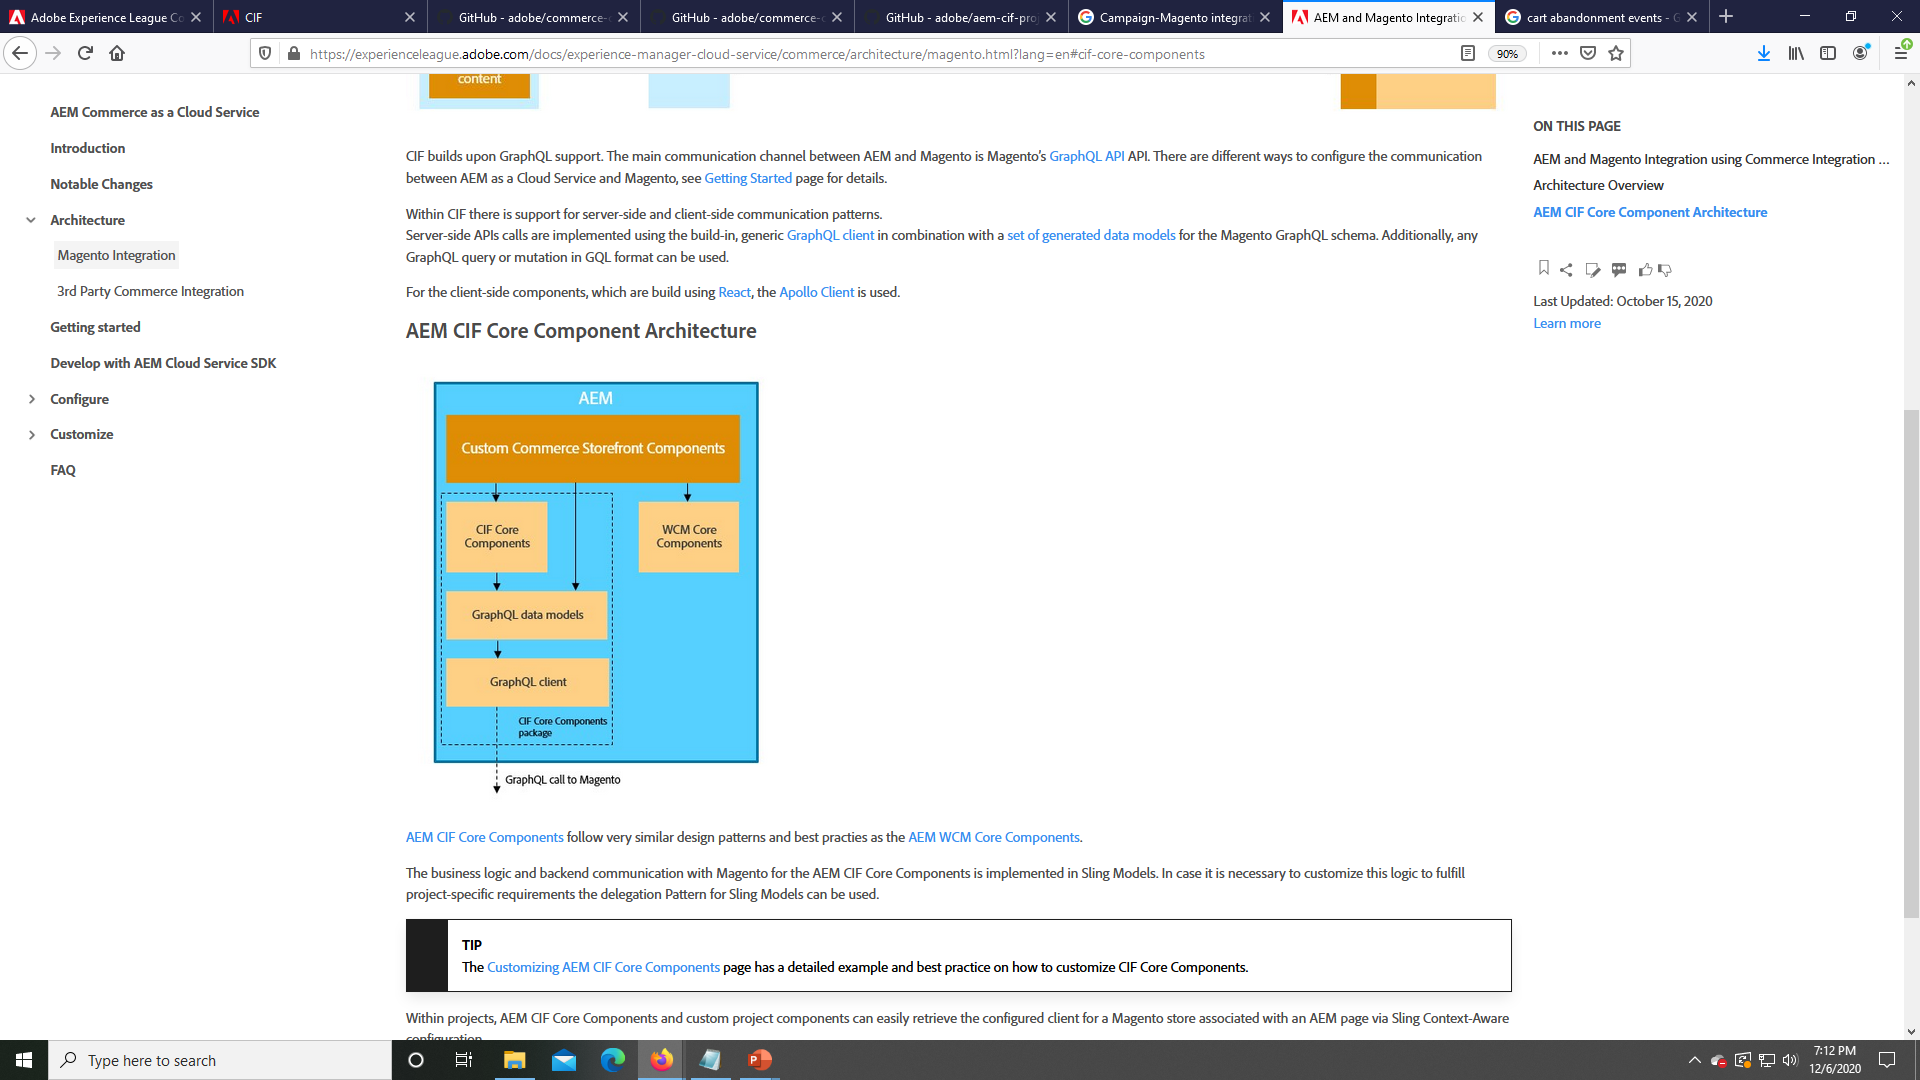 Adobe Experience League Co
CIF
GitHub - adobe/commerce-
GitHub - adobe/commerce-
GitHub - adobe/aem-cif-proj
Campaign-Magento integrat
AEM and Magento Integratio
cart abandonment events - G
https://experienceleague.adobe.com/docs/experience-manager-cloud-service/commerce/architecture/magento.html?lang=en#cif-core-components
90%
content
AEM Commerce as a Cloud Service
Introduction
Notable Changes
Architecture
Magento Integration
3rd Party Commerce Integration
Getting started
Develop with AEM Cloud Service SDK
Configure
Customize
FAQ
CIF builds upon GraphQL support. The main communication channel between AEM and Magento is Magento's GraphQL API API. There are different ways to configure the communication
between AEM as a Cloud Service and Magento, see Getting Started page for details.
Within CIF there is support for server-side and client-side communication patterns.
Server-side APIs calls are implemented using the build-in, generic GraphQL client in combination with a set of generated data models for the Magento GraphQL schema. Additionally, any
GraphQL query or mutation in GQL format can be used.
For the client-side components, which are build using React, the Apollo Client is used.
AEM CIF Core Component Architecture
AEM
Custom Commerce Storefront Components
CIF Core
Components
WCM Core
Components
GraphQL data models
GraphQL client
CIF Core Components
package
GraphQL call to Magento
AEM CIF Core Components follow very similar design patterns and best practies as the AEM WCM Core Components.
The business logic and backend communication with Magento for the AEM CIF Core Components is implemented in Sling Models. In case it is necessary to customize this logic to fulfill
project-specific requirements the delegation Pattern for Sling Models can be used.
TIP
The Customizing AEM CIF Core Components page has a detailed example and best practice on how to customize CIF Core Components.
Within projects, AEM CIF Core Components and custom project components can easily retrieve the configured client for a Magento store associated with an AEM page via Sling Context-Aware
configuration
ON THIS PAGE
AEM and Magento Integration using Commerce Integration ...
Architecture Overview
AEM CIF Core Component Architecture
Last Updated: October 15, 2020
Learn more
Type here to search
7:12 PM
12/6/2020